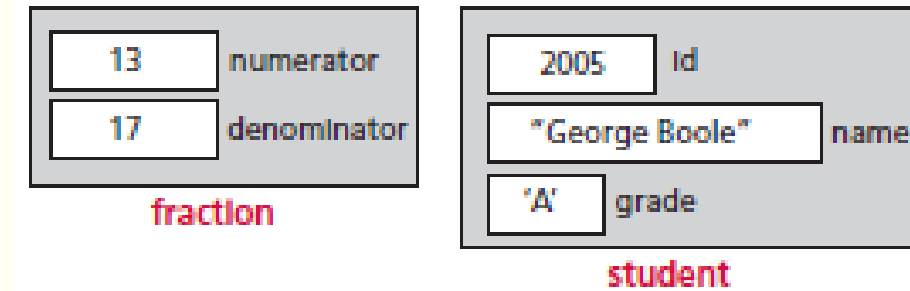 13 numerator
17 denominator
fraction
2005 id
"George Boole" name
'A' grade
student